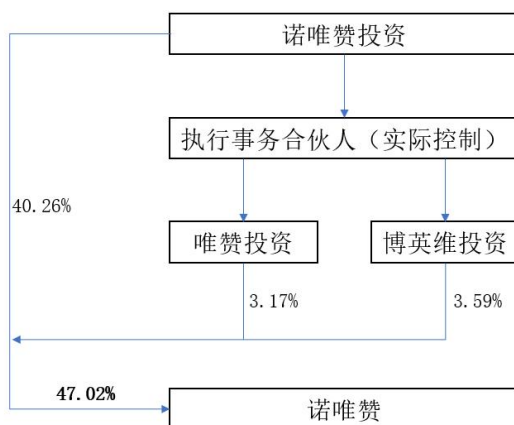 诺唯赞投资
执行事务合伙人（实际控制）
40.26%
唯赞投资
博英维投资
3.17%
3.59%
47.02%
诺唯赞